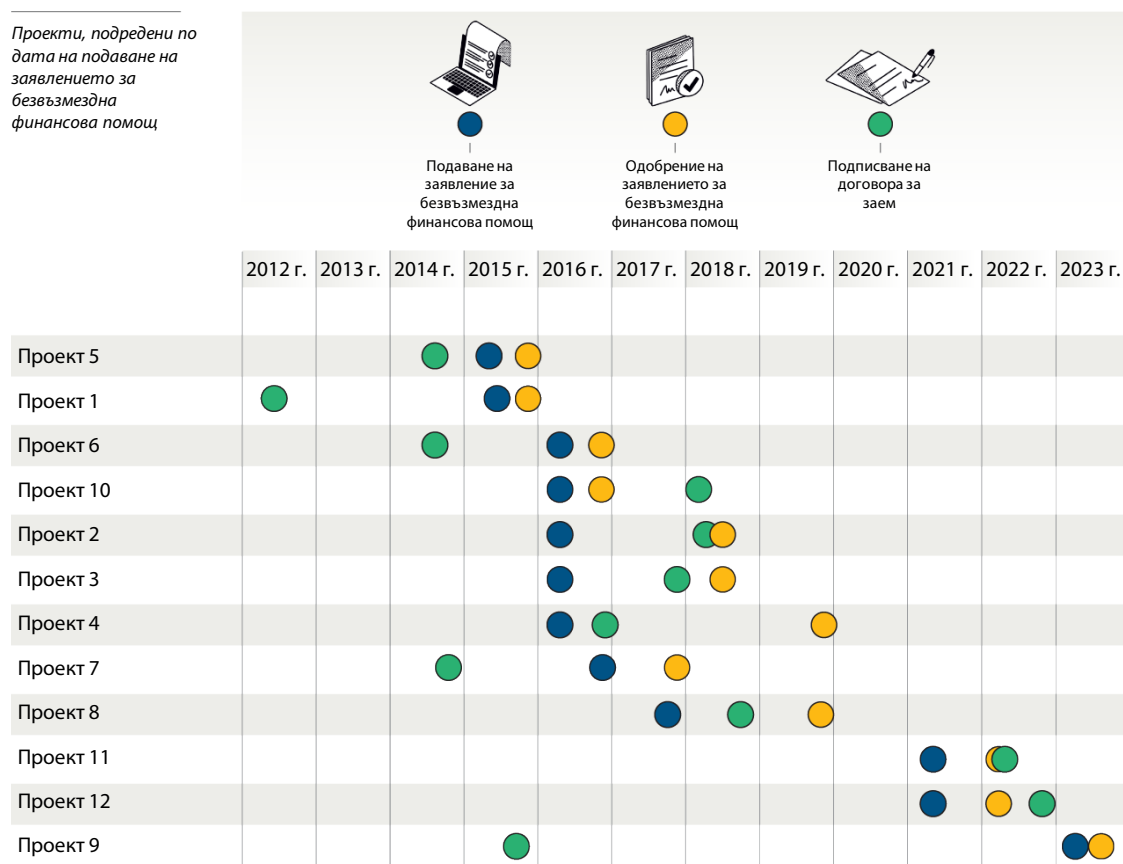 Проекти, подредени по
дата на подаване на
заявлението за
безвъзмездна
финансова помощ
Подаване на
заявление за
безвъзмездна
финансова помощ
Одобрение на
заявлението за
безвъзмездна
финансова помощ
Подписване на
договора за
заем
2012 г. 2013 г. 2014 г. 2015 г. 2016 г. 2017 г. 2018 г. 2019 г. 2020 г. 2021 г. 2022 г. 2023 г.
Проект 5
Проект 1
Проект 6
Проект 10
Проект 2
Проект 3
Проект 4
Проект 7
Проект 8
Проект 11
Проект 12
Проект 9